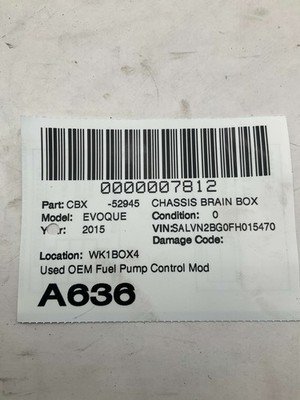 0000007812
Part: CBX -52945 CHASSIS BRAIN BOX
Model: EVOQUE Condition: 0
Year: 2015 VIN:SALVN2BG0FH015470
Damage Code:
Location: WK1BOX4
Used OEM Fuel Pump Control Mod
A636